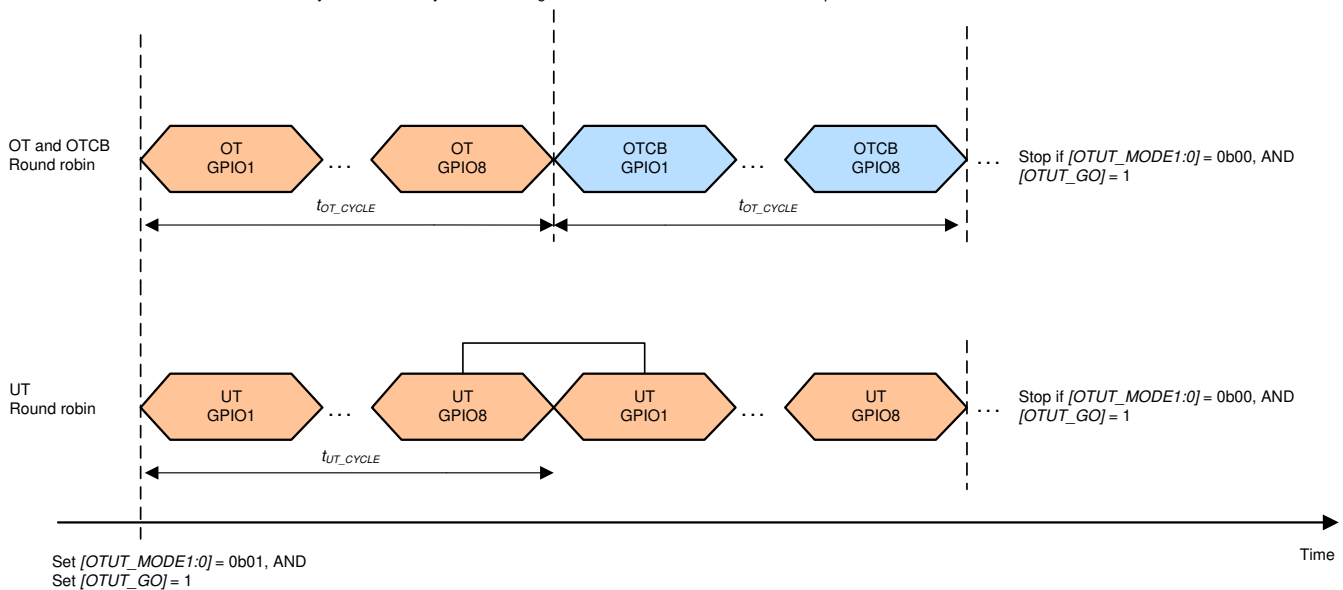 OT and OTCB
Round robin
OT
GPIO1
...
OT
GPIO8
OTCB
GPIO1
...
OTCB
GPIO8
...
Stop if [OTUT_MODE1:0] = 0b00, AND
[OTUT_GO] = 1
tOT_CYCLE
tOT_CYCLE
UT
Round robin
UT
GPIO1
...
UT
GPIO8
UT
GPIO1
...
UT
GPIO8
...
Stop if [OTUT_MODE1:0] = 0b00, AND
[OTUT_GO] = 1
tUT_CYCLE
Time
Set [OTUT_MODE1:0] = 0b01, AND
Set [OTUT_GO] = 1